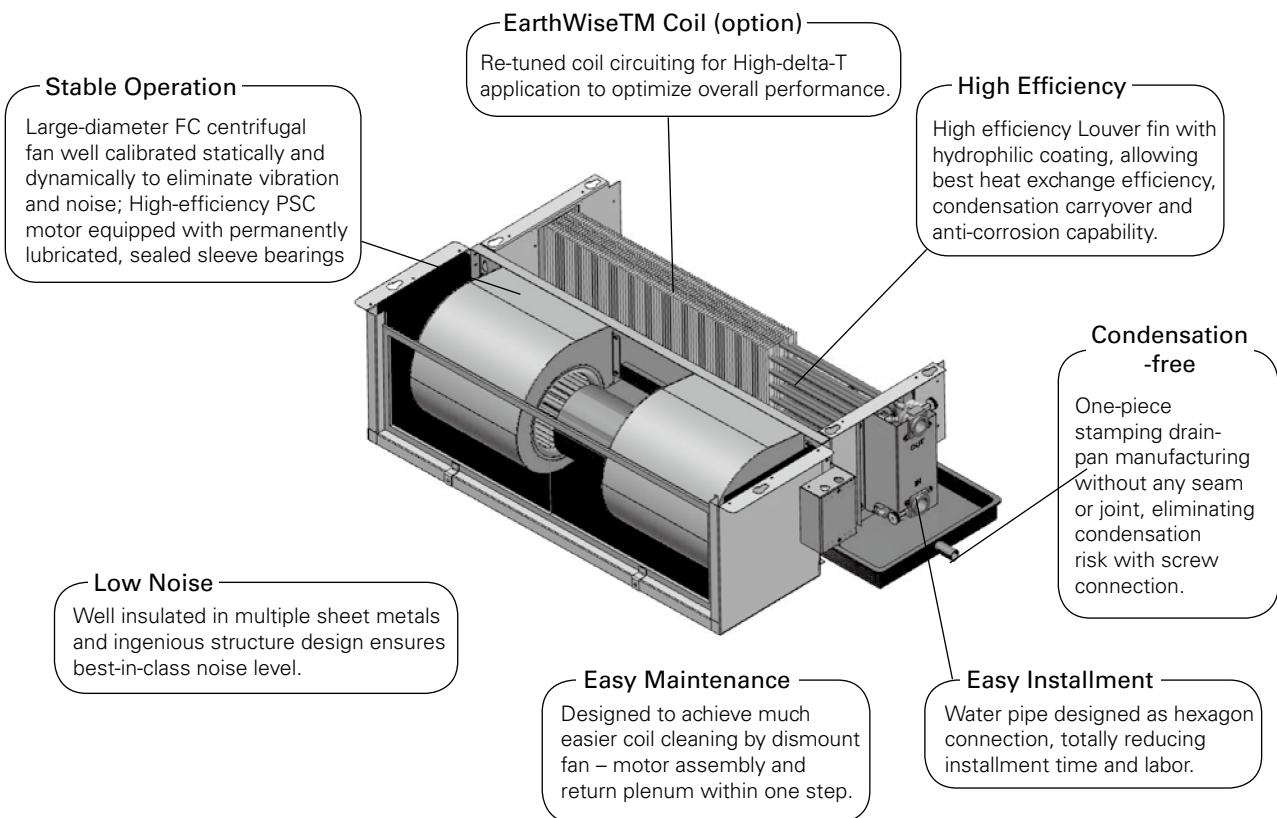 EarthWiseTM Coil (option)
Re-tuned coil circuiting for High-delta-T
application to optimize overall performance.
Stable Operation
Large-diameter FC centrifugal
fan well calibrated statically and
dynamically to eliminate vibration
and noise; High-efficiency PSC
motor equipped with permanently
lubricated, sealed sleeve bearings
High Efficiency
High efficiency Louver fin with
hydrophilic coating, allowing
best heat exchange efficiency,
condensation carryover and
anti-corrosion capability.
Condensation
-free
One-piece
stamping drain-
pan manufacturing
without any seam
or joint, eliminating
condensation
risk with screw
connection.
OUT
IN
Low Noise
Well insulated in multiple sheet metals
and ingenious structure design ensures
best-in-class noise level.
Easy Maintenance
Designed to achieve much
easier coil cleaning by dismount
fan – motor assembly and
return plenum within one step.
Easy Installment
Water pipe designed as hexagon
connection, totally reducing
installment time and labor.